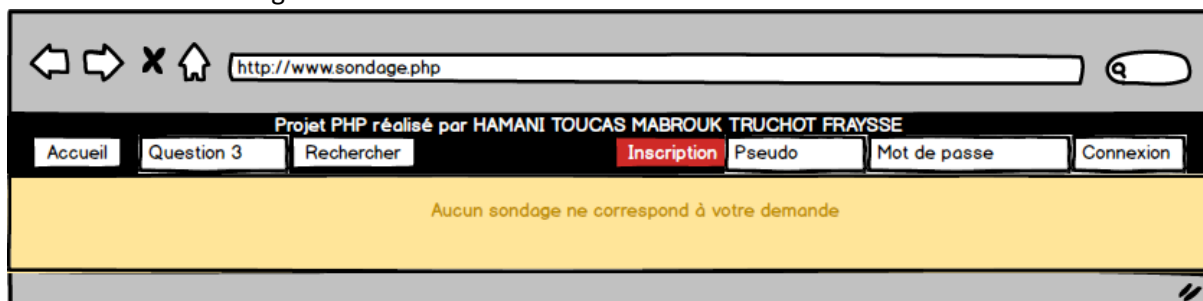 http://www.sondage.php
Projet PHP réalisé par HAMANI TOUCAS MABROUK TRUCHOT FRAYSSE
Accueil Question 3 Rechercher Inscription Pseudo Mot de passe Connexion
Aucun sondage ne correspond à votre demande